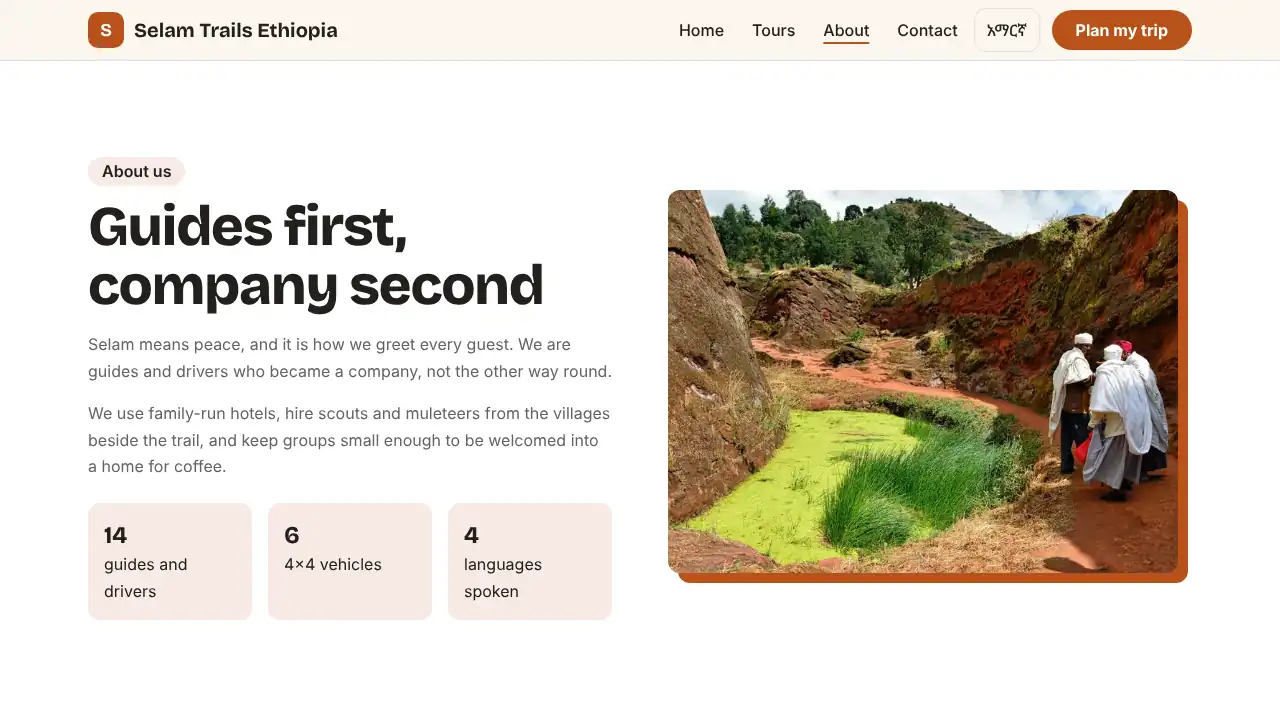 S
Selam Trails Ethiopia
Home
Tours
About
Contact
አማርኛ
Plan my trip
About us
Guides first,
company second
Selam means peace, and it is how we greet every guest. We are
guides and drivers who became a company, not the other way round.
We use family-run hotels, hire scouts and muleteers from the villages
beside the trail, and keep groups small enough to be welcomed into
a home for coffee.
14
guides and
drivers
6
4×4 vehicles
4
languages
spoken